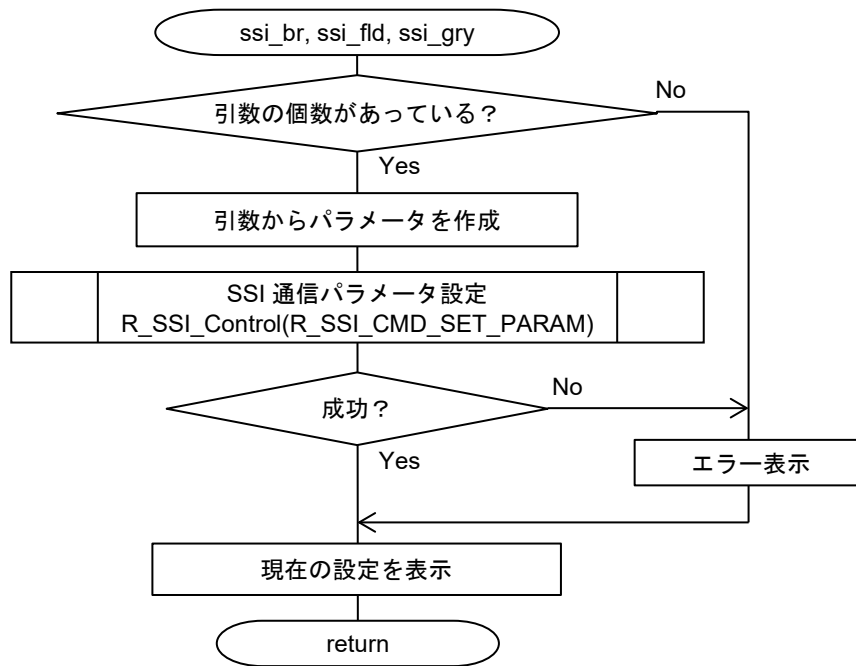 ssi_br, ssi_fld, ssi_gry
引数の個数があっている？
No
Yes
引数からパラメータを作成
SSI 通信パラメータ設定
R_SSI_Control(R_SSI_CMD_SET_PARAM)
成功？
No
Yes
エラー表示
現在の設定を表示
return